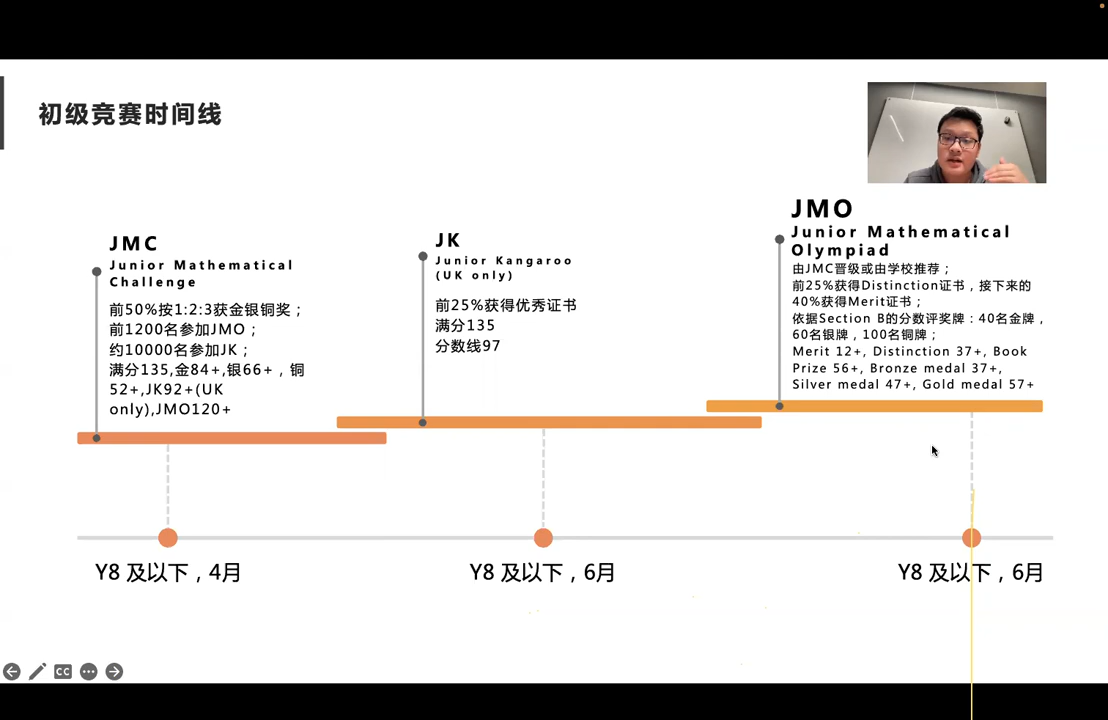 初级竞赛时间线
JMC
Junior Mathematical
Challenge
前50%按1:2:3获金银铜奖；
前1200名参加JMO；
约10000名参加JK；
满分135,金84+,银66+，铜
52+,JK92+(UK
only),JMO120+
JK
Junior Kangaroo
(UK only)
前25%获得优秀证书
满分135
分数线97
JMO
Junior Mathematical
Olympiad
由JMC晋级或由学校推荐；
前25%获得Distinction证书，接下来的
40%获得Merit证书；
依据Section B的分数评奖牌：40名金牌，
60名银牌，100名铜牌；
Merit 12+, Distinction 37+, Book
Prize 56+, Bronze medal 37+,
Silver medal 47+, Gold medal 57+
Y8 及以下，4月
Y8 及以下，6月
Y8 及以下，6月
CC